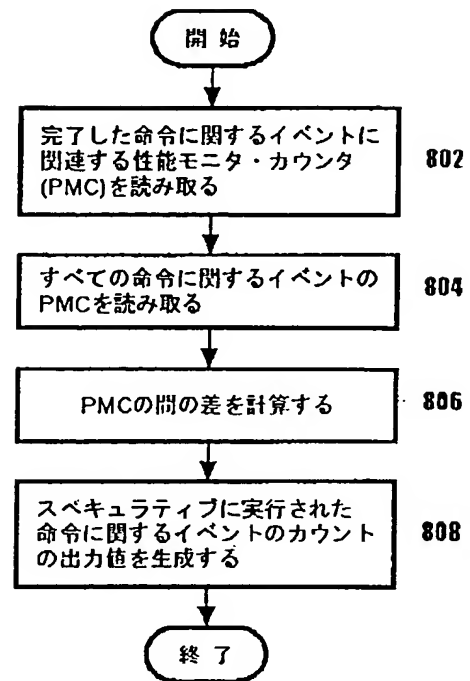 開始
完了した命令に関するイベントに
関連する性能モニタ・カウンタ
(PMC)を読み取る
802
すべての命令に関するイベントの
PMCを読み取る
804
PMCの間の差を計算する
806
スペキュラティブに実行された
命令に関するイベントのカウント
の出力値を生成する
808
終了